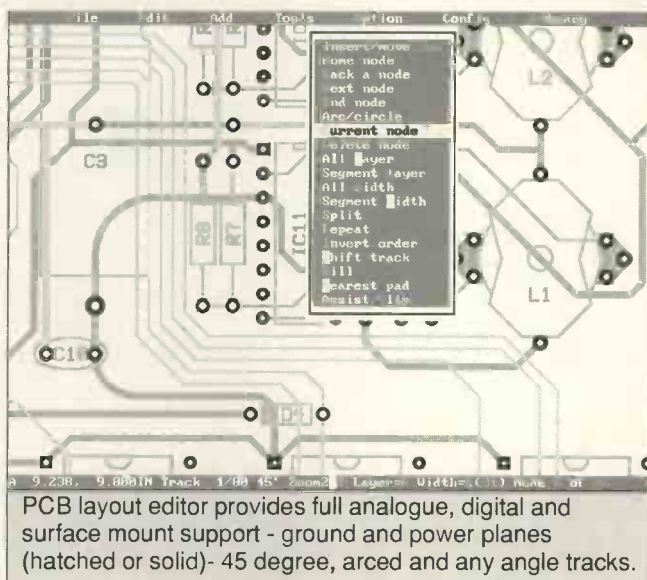 ile dit Add Tools ption Config
Insert/Move
ome node
ack a node
ext node
nd node
Arc/circle
urrent node
elete node
All ayer
Segment ayer
All idth
Segment idth
Split
epeat
nvert order
hift track
ill
earest pad
Assist
L2
C3
R8
R7
IC11
L1
C10
9.238, 9.800IN Track 1/80 45° Zoom2 Layer= Width= node
PCB layout editor provides full analogue, digital and
surface mount support - ground and power planes
(hatched or solid)- 45 degree, arced and any angle tracks.